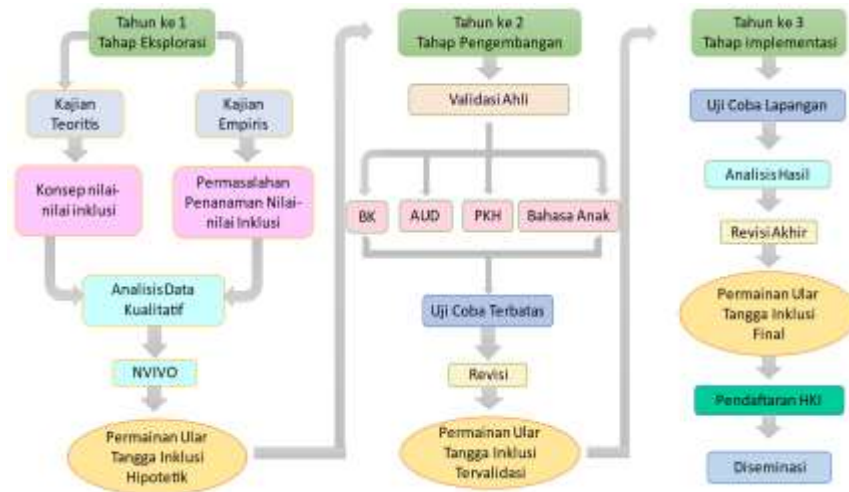 Tahun ke 1
Tahap Eksplorasi
Kajian
Teoritis
Kajian
Empiris
Konsep nilai-
nilai inklusi
Permasalahan
Penanaman Nilai-
nilai Inklusi
Analisis Data
Kualitatif
NVIVO
Permainan Ular
Tangga Inklusi
Hipotetik
Tahun ke 2
Tahap Pengembangan
Validasi Ahli
BK
AUD
PKH
Bahasa Anak
Uji Coba Terbatas
Revisi
Permainan Ular
Tangga Inklusi
Tervalidasi
Tahun ke 3
Tahap Implementasi
Uji Coba Lapangan
Analisis Hasil
Revisi Akhir
Permainan Ular
Tangga Inklusi
Final
Pendaftaran HKI
Diseminasi